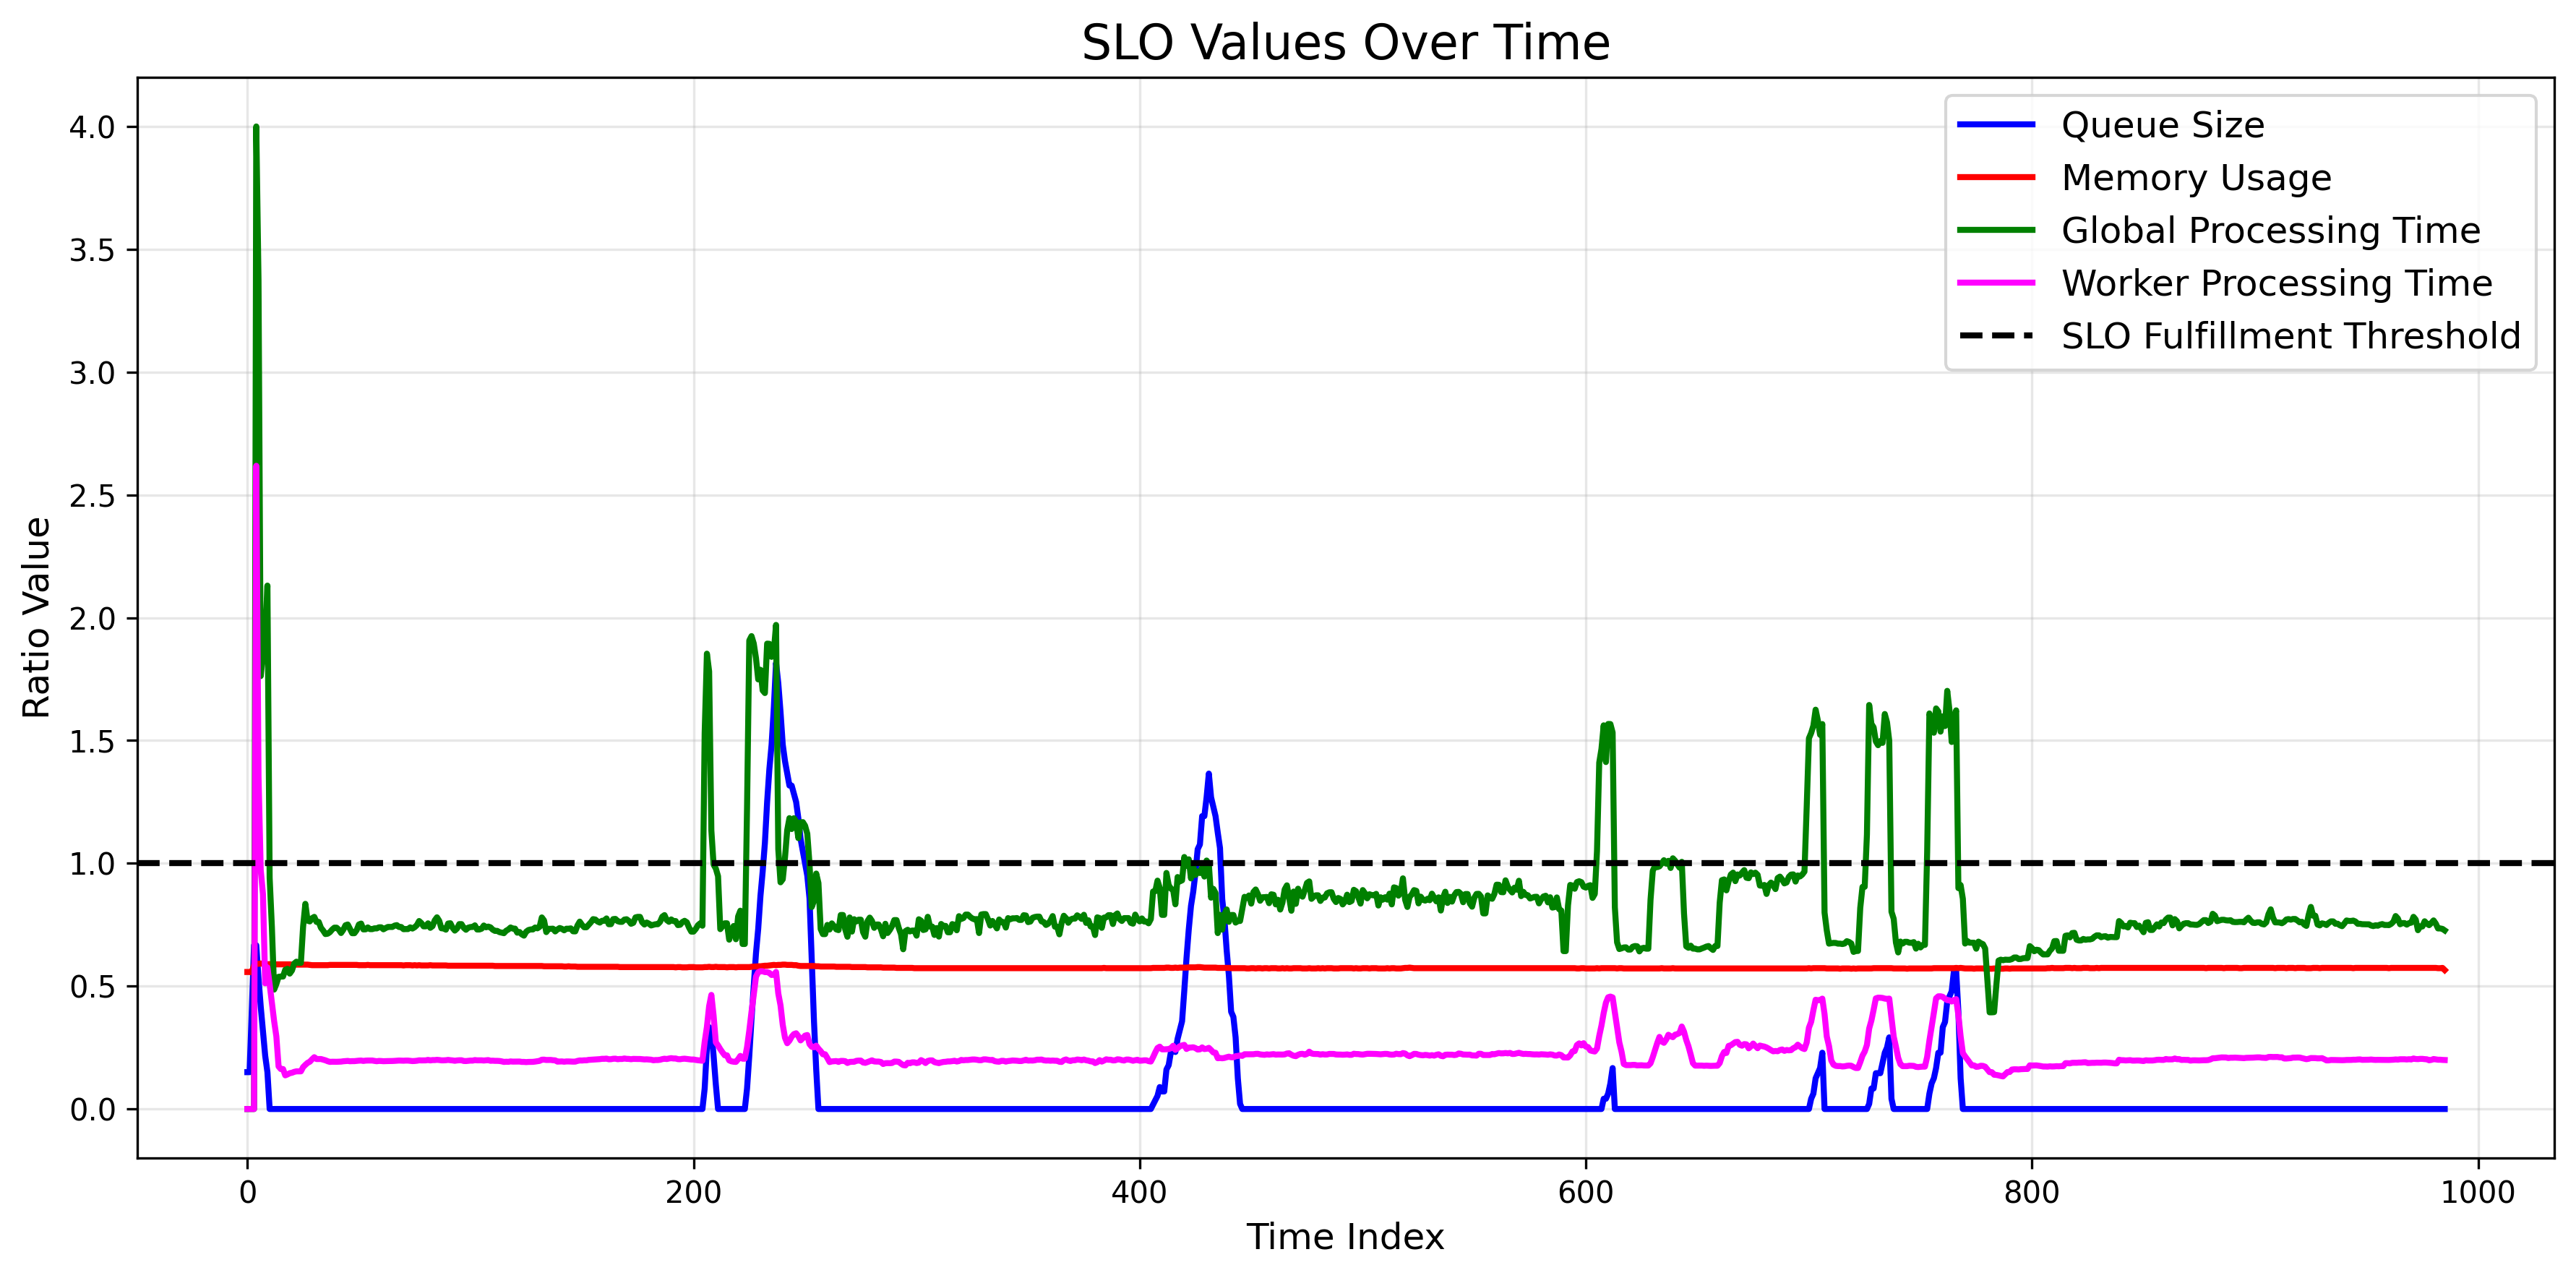 SLO Values Over Time
Queue Size
Memory Usage
Global Processing Time
Worker Processing Time
SLO Fulfillment Threshold
Ratio Value
4.0
3.5
3.0
2.5
2.0
1.5
1.0
0.5
0.0
0 200 400 600 800 1000
Time Index